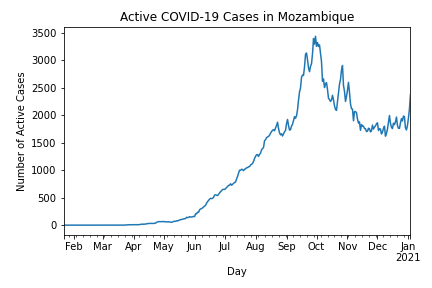 Active COVID-19 Cases in Mozambique
Number of Active Cases
3500
3000
2500
2000
1500
1000
500
0
Feb Mar Apr May Jun Jul Aug Sep Oct Nov Dec Jan
2021
Day